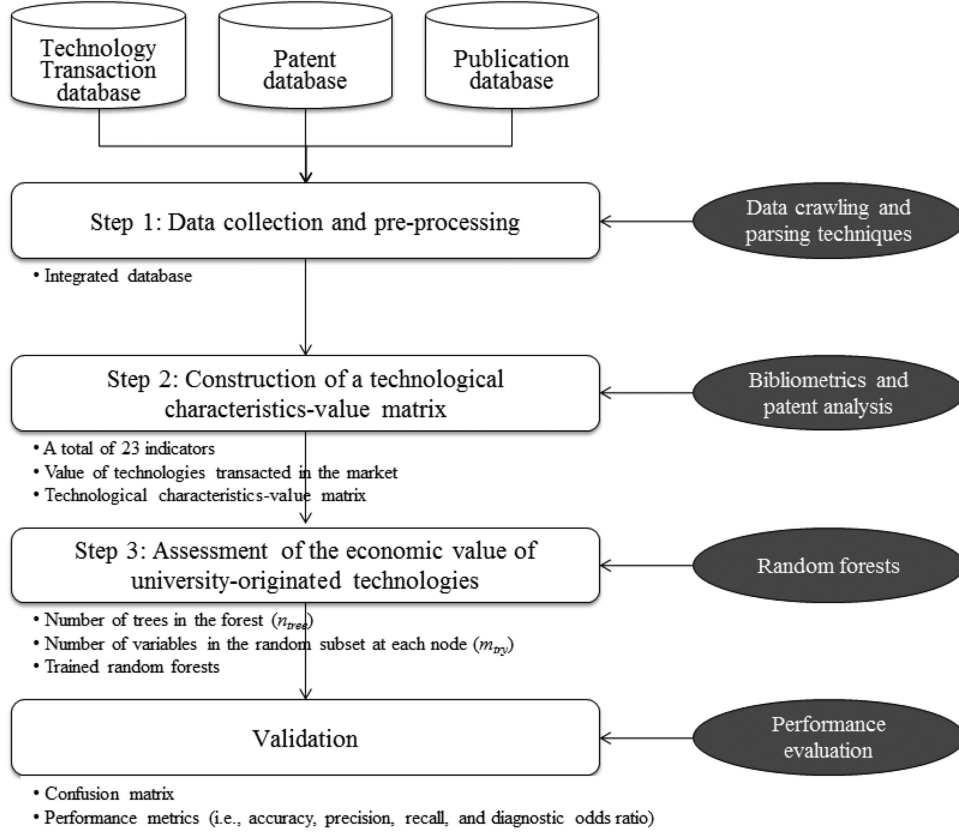 Technology
Transaction
database
Patent
database
Publication
database
Step 1: Data collection and pre-processing
Data crawling and
parsing techniques
• Integrated database
Step 2: Construction of a technological
characteristics-value matrix
Bibliometrics and
patent analysis
• A total of 23 indicators
• Value of technologies transacted in the market
• Technological characteristics-value matrix
Step 3: Assessment of the economic value of
university-originated technologies
Random forests
• Number of trees in the forest (ntree)
• Number of variables in the random subset at each node (mtry)
• Trained random forests
Validation
Performance
evaluation
• Confusion matrix
• Performance metrics (i.e., accuracy, precision, recall, and diagnostic odds ratio)